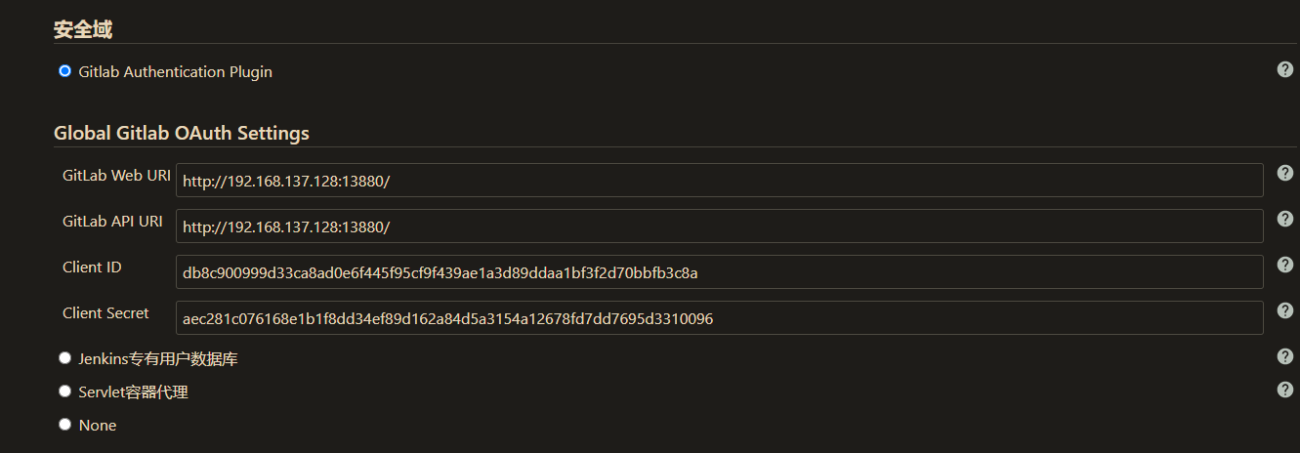 安全域
Gitlab Authentication Plugin
Global Gitlab OAuth Settings
GitLab Web URI http://192.168.137.128:13880/
GitLab API URI http://192.168.137.128:13880/
Client ID db8c900999d33ca8ad0e6f445f95cf9f439ae1a3d89ddaa1bf3f2d70bbfb3c8a
Client Secret aec281c076168e1b1f8dd34ef89d162a84d5a3154a12678fd7dd7695d3310096
Jenkins专有用户数据库
Servlet容器代理
None